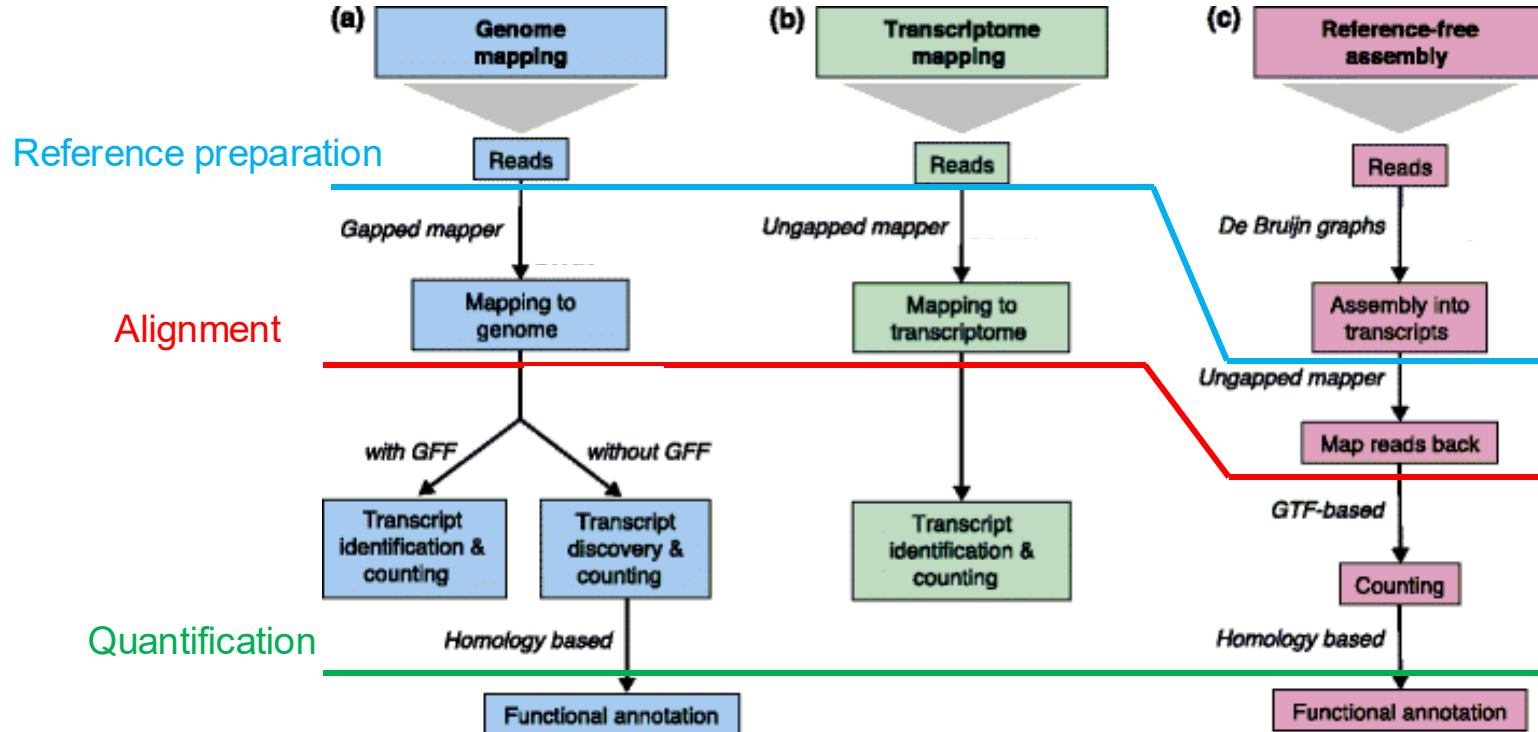 (a)
Genome
mapping
(b)
Transcriptome
mapping
(c)
Reference-free
assembly
Reference preparation
Reads
Reads
Reads
Gapped mapper
Ungapped mapper
De Bruijn graphs
Alignment
Mapping to
genome
Mapping to
transcriptome
Assembly into
transcripts
Ungapped mapper
with GFF
without GFF
Map reads back
GTF-based
Transcript
identification &
counting
Transcript
discovery &
counting
Transcript
identification &
counting
Counting
Quantification
Homology based
Homology based
Functional annotation
Functional annotation